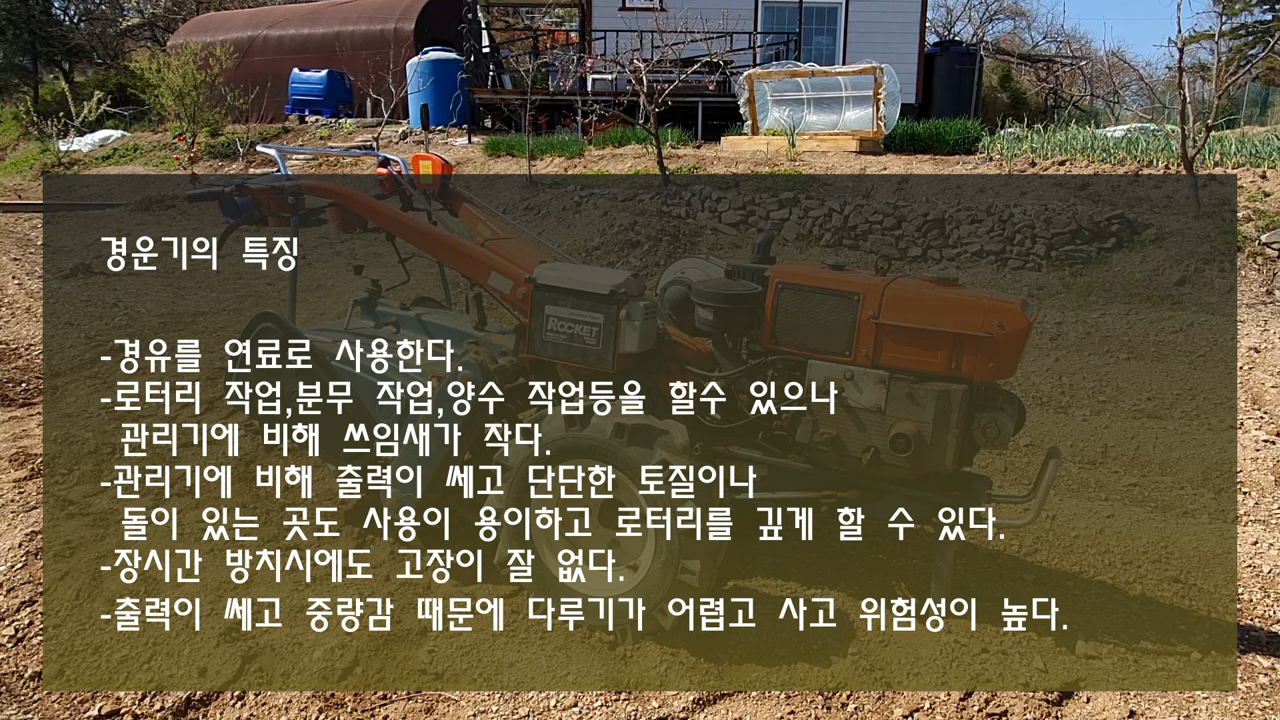 경운기의 특징
-경유를 연료로 사용한다.
-로터리 작업,분무 작업,양수 작업등을 할수 있으나
관리기에 비해 쓰임새가 작다.
-관리기에 비해 출력이 쎄고 단단한 토질이나
돌이 있는 곳도 사용이 용이하고 로터리를 깊게 할 수 있다.
-장시간 방치시에도 고장이 잘 없다.
-출력이 쎄고 중량감 때문에 다루기가 어렵고 사고 위험성이 높다.
ROCKET